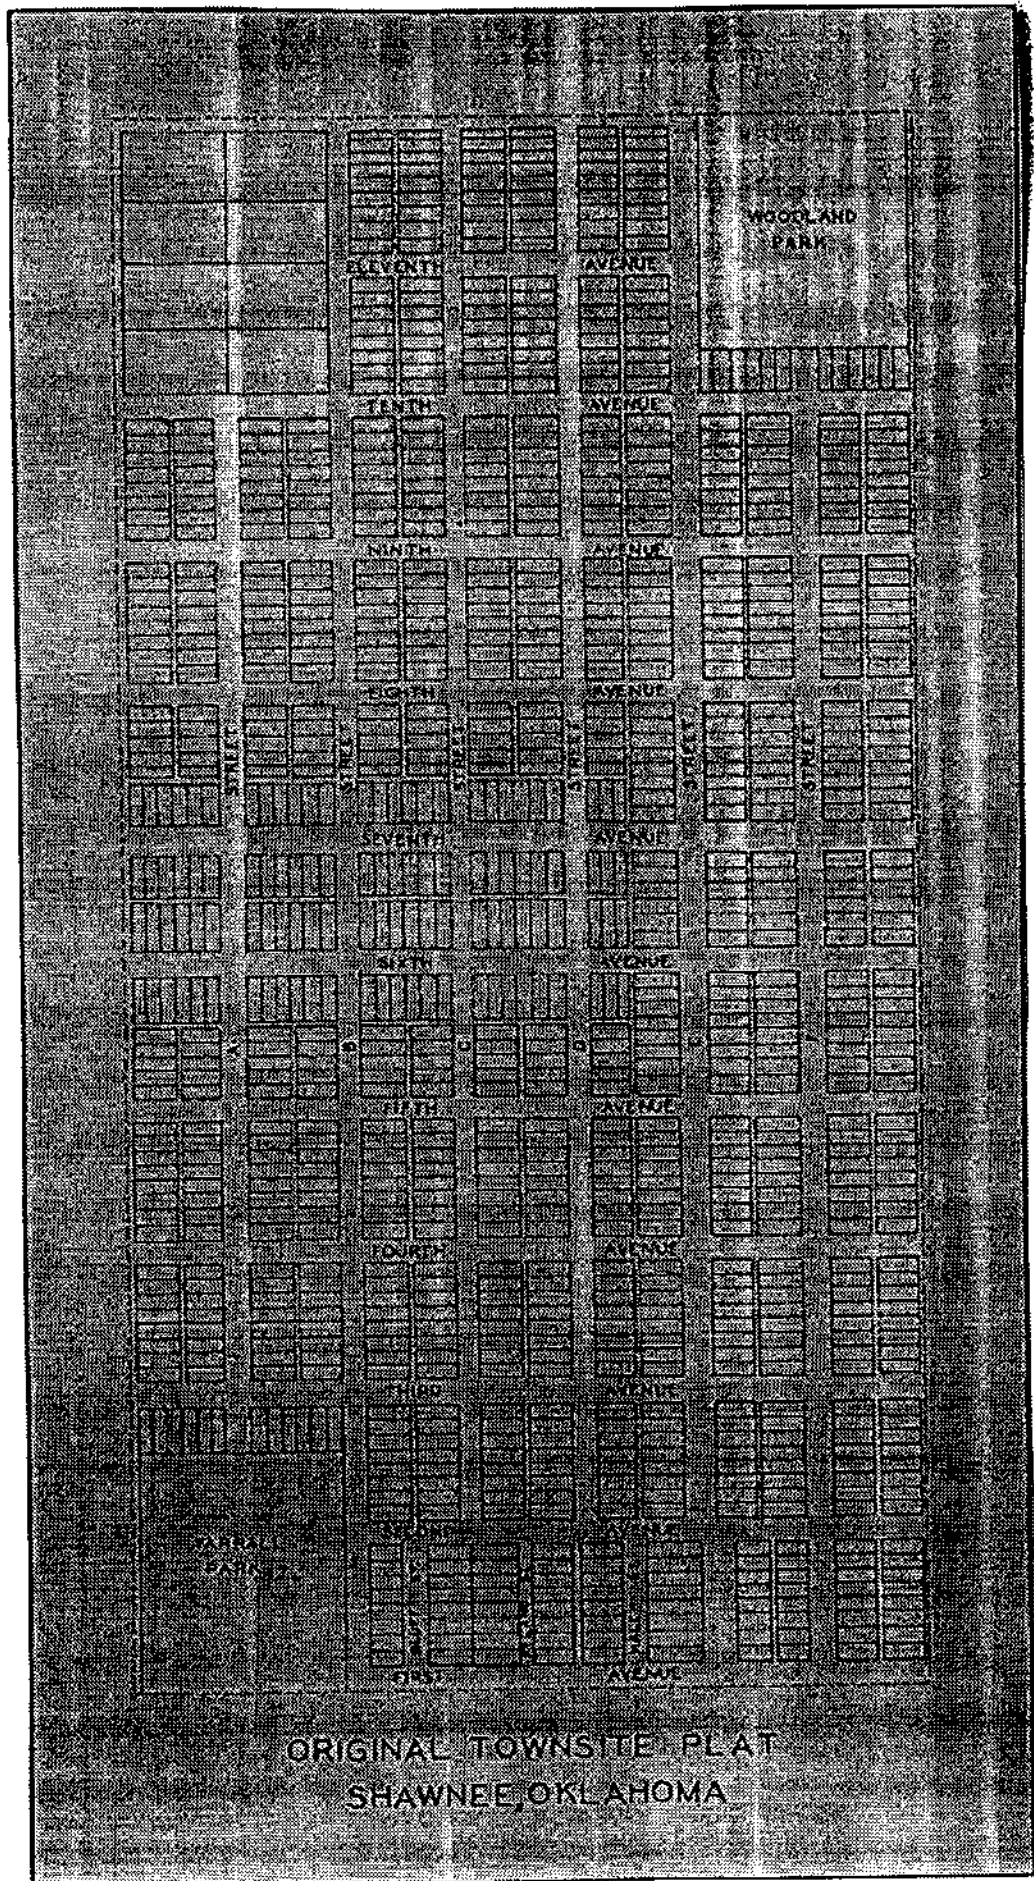 WOODLAND
PARK
ELEVENTH AVENUE
TENTH AVENUE
NINTH AVENUE
EIGHTH AVENUE
STREET STREET STREET STREET STREET STREET
SEVENTH AVENUE
SIXTH AVENUE
A B C D E F
FIFTH AVENUE
FOURTH AVENUE
THIRD AVENUE
SECOND AVENUE
PARK
FIRST AVENUE
ORIGINAL TOWNSITE PLAT
SHAWNEE, OKLAHOMA